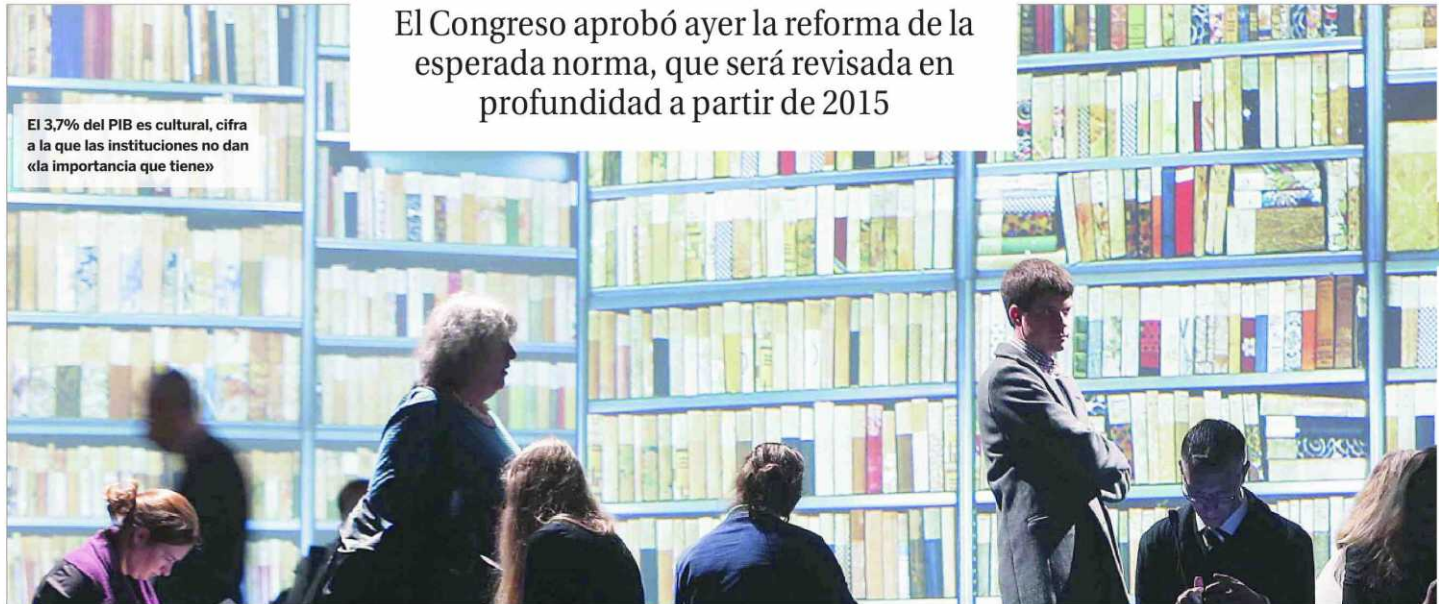 El Congreso aprobó ayer la reforma de la
esperada norma, que será revisada en
profundidad a partir de 2015
El 3,7% del PIB es cultural, cifra
a la que las instituciones no dan
«la importancia que tiene»